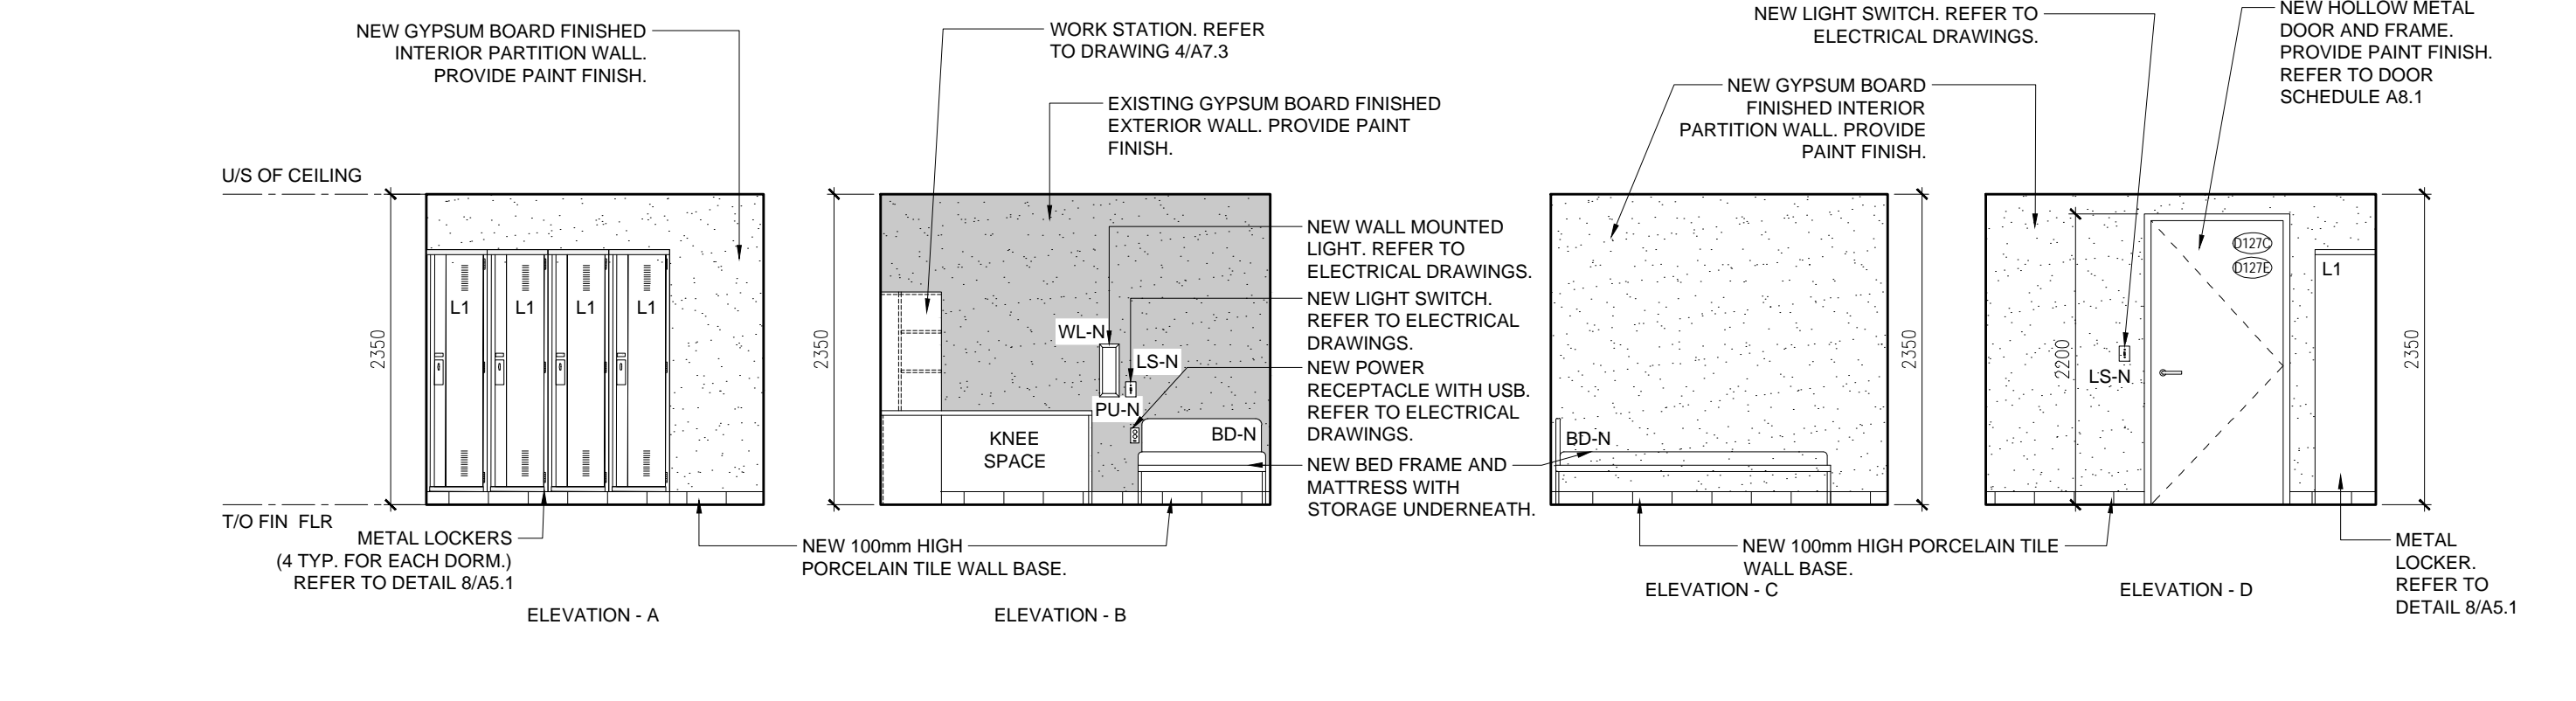 NEW GYPSUM BOARD FINISHED
INTERIOR PARTITION WALL.
PROVIDE PAINT FINISH.
WORK STATION. REFER
TO DRAWING 4/A7.3
EXISTING GYPSUM BOARD FINISHED
EXTERIOR WALL. PROVIDE PAINT
FINISH.
NEW LIGHT SWITCH. REFER TO
ELECTRICAL DRAWINGS.
NEW HOLLOW METAL
DOOR AND FRAME.
PROVIDE PAINT FINISH.
REFER TO DOOR
SCHEDULE A8.1
NEW GYPSUM BOARD
FINISHED INTERIOR
PARTITION WALL. PROVIDE
PAINT FINISH.
U/S OF CEILING
2350
L1
L1
L1
L1
T/O FIN FLR
METAL LOCKERS
(4 TYP. FOR EACH DORM.)
REFER TO DETAIL 8/A5.1
ELEVATION - A
2350
WL-N
LS-N
PU-N
BD-N
KNEE
SPACE
NEW WALL MOUNTED
LIGHT. REFER TO
ELECTRICAL DRAWINGS.
NEW LIGHT SWITCH.
REFER TO ELECTRICAL
DRAWINGS.
NEW POWER
RECEPTACLE WITH USB.
REFER TO ELECTRICAL
DRAWINGS.
NEW BED FRAME AND
MATTRESS WITH
STORAGE UNDERNEATH.
NEW 100mm HIGH
PORCELAIN TILE WALL BASE.
ELEVATION - B
BD-N
2350
NEW 100mm HIGH PORCELAIN TILE
WALL BASE.
ELEVATION - C
2200
LS-N
D127C
D127E
L1
2350
ELEVATION - D
METAL
LOCKER.
REFER TO
DETAIL 8/A5.1